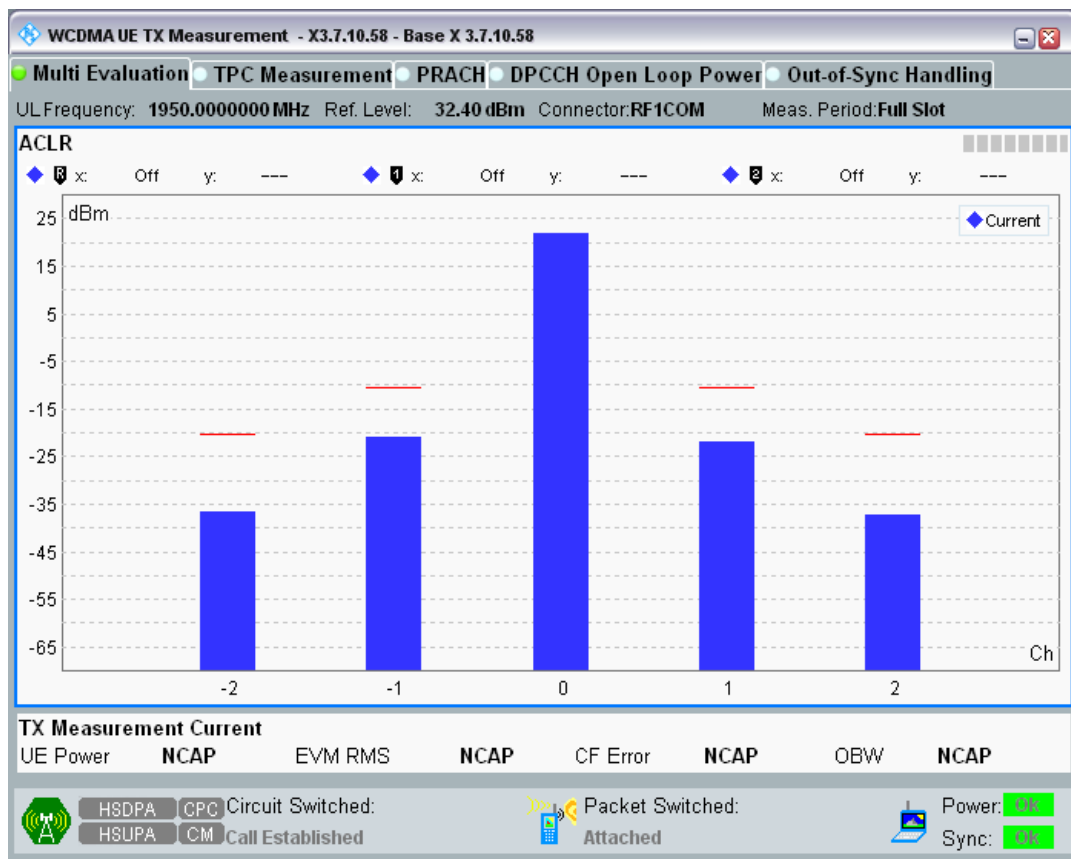 WCDMA UE TX Measurement - X3.7.10.58 - Base X 3.7.10.58
Multi Evaluation TPC Measurement PRACH DPCCH Open Loop Power Out-of-Sync Handling
UL Frequency: 1950.0000000 MHz Ref. Level: 32.40 dBm Connector:RF1COM Meas. Period:Full Slot
ACLR
R x: Off y: --- 1 x: Off y: --- 2 x: Off y: ---
25 dBm
Current
15
5
-5
-15
-25
-35
-45
-55
-65
Ch
-2 -1 0 1 2
TX Measurement Current
UE Power NCAP EVM RMS NCAP CF Error NCAP OBW NCAP
HSDPA CPC Circuit Switched: Packet Switched: Power: Ok
HSUPA CM Call Established Attached Sync: Ok